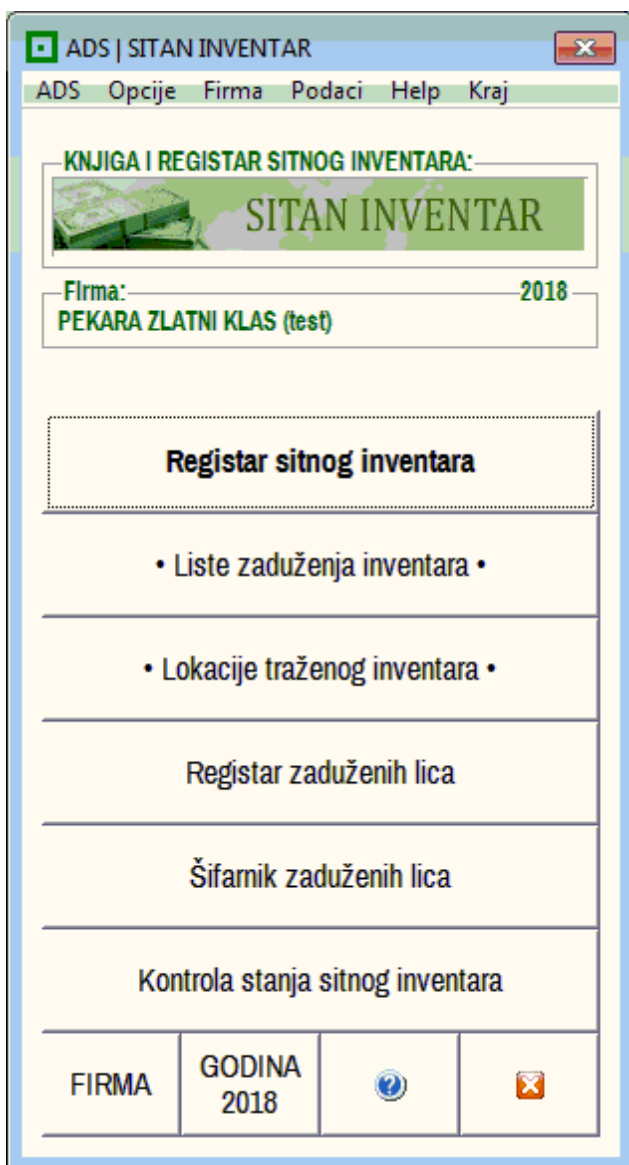 ADS | SITAN INVENTAR
ADS Opcije Firma Podaci Help Kraj
KNJIGA I REGISTAR SITNOG INVENTARA:
SITAN INVENTAR
FIrma: 2018
PEKARA ZLATNI KLAS (test)
Registar sitnog inventara
• Liste zaduženja inventara •
• Lokacije traženog inventara •
Registar zaduženih lica
Šifarnik zaduženih lica
Kontrola stanja sitnog inventara
FIRMA GODINA
2018